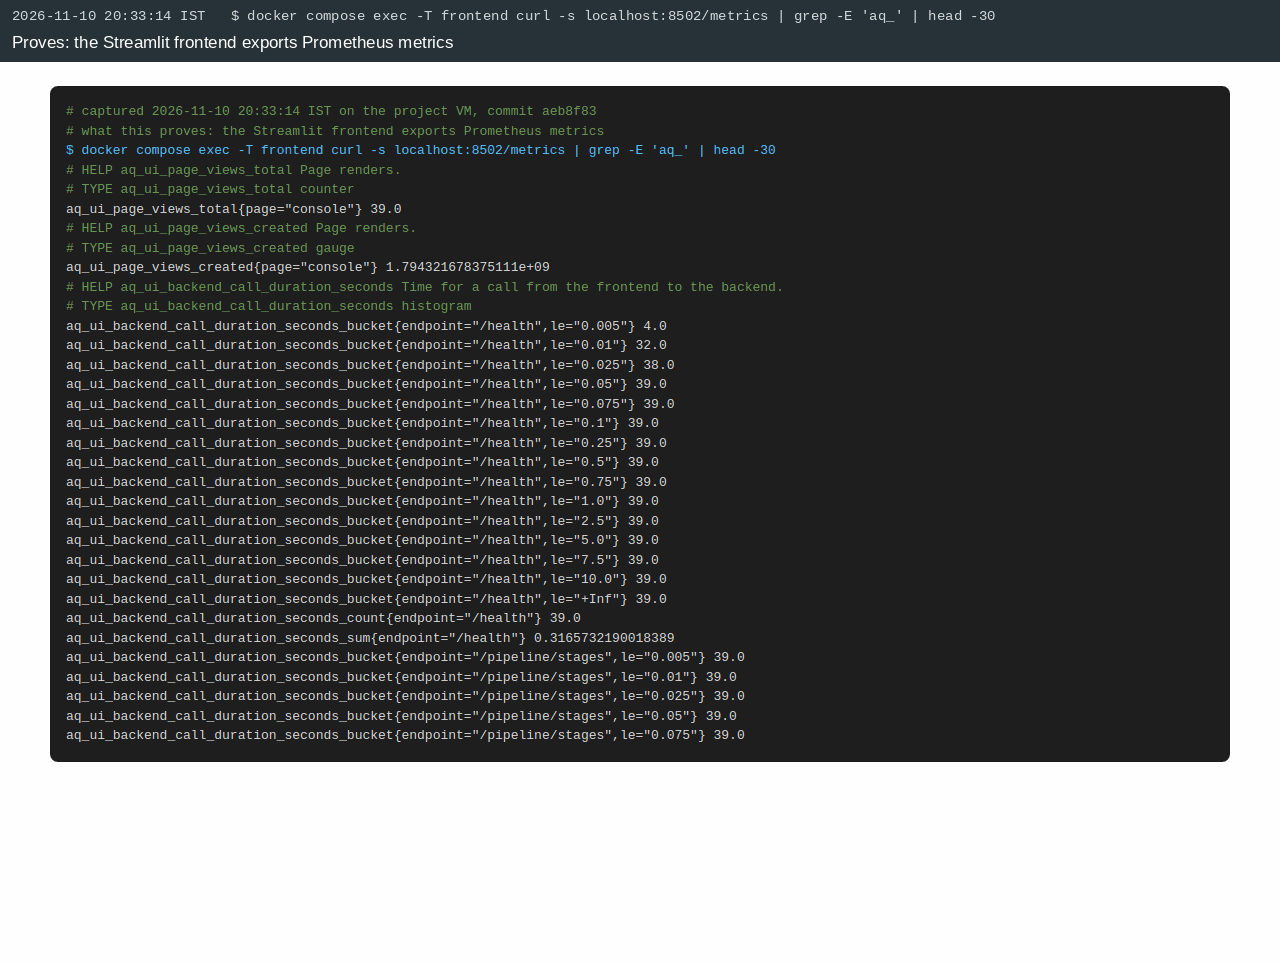 2026-11-10 20:33:14 IST   $ docker compose exec -T frontend curl -s localhost:8502/metrics | grep -E 'aq_' | head -30
Proves: the Streamlit frontend exports Prometheus metrics
# captured 2026-11-10 20:33:14 IST on the project VM, commit aeb8f83
# what this proves: the Streamlit frontend exports Prometheus metrics
$ docker compose exec -T frontend curl -s localhost:8502/metrics | grep -E 'aq_' | head -30
# HELP aq_ui_page_views_total Page renders.
# TYPE aq_ui_page_views_total counter
aq_ui_page_views_total{page="console"} 39.0
# HELP aq_ui_page_views_created Page renders.
# TYPE aq_ui_page_views_created gauge
aq_ui_page_views_created{page="console"} 1.794321678375111e+09
# HELP aq_ui_backend_call_duration_seconds Time for a call from the frontend to the backend.
# TYPE aq_ui_backend_call_duration_seconds histogram
aq_ui_backend_call_duration_seconds_bucket{endpoint="/health",le="0.005"} 4.0
aq_ui_backend_call_duration_seconds_bucket{endpoint="/health",le="0.01"} 32.0
aq_ui_backend_call_duration_seconds_bucket{endpoint="/health",le="0.025"} 38.0
aq_ui_backend_call_duration_seconds_bucket{endpoint="/health",le="0.05"} 39.0
aq_ui_backend_call_duration_seconds_bucket{endpoint="/health",le="0.075"} 39.0
aq_ui_backend_call_duration_seconds_bucket{endpoint="/health",le="0.1"} 39.0
aq_ui_backend_call_duration_seconds_bucket{endpoint="/health",le="0.25"} 39.0
aq_ui_backend_call_duration_seconds_bucket{endpoint="/health",le="0.5"} 39.0
aq_ui_backend_call_duration_seconds_bucket{endpoint="/health",le="0.75"} 39.0
aq_ui_backend_call_duration_seconds_bucket{endpoint="/health",le="1.0"} 39.0
aq_ui_backend_call_duration_seconds_bucket{endpoint="/health",le="2.5"} 39.0
aq_ui_backend_call_duration_seconds_bucket{endpoint="/health",le="5.0"} 39.0
aq_ui_backend_call_duration_seconds_bucket{endpoint="/health",le="7.5"} 39.0
aq_ui_backend_call_duration_seconds_bucket{endpoint="/health",le="10.0"} 39.0
aq_ui_backend_call_duration_seconds_bucket{endpoint="/health",le="+Inf"} 39.0
aq_ui_backend_call_duration_seconds_count{endpoint="/health"} 39.0
aq_ui_backend_call_duration_seconds_sum{endpoint="/health"} 0.3165732190018389
aq_ui_backend_call_duration_seconds_bucket{endpoint="/pipeline/stages",le="0.005"} 39.0
aq_ui_backend_call_duration_seconds_bucket{endpoint="/pipeline/stages",le="0.01"} 39.0
aq_ui_backend_call_duration_seconds_bucket{endpoint="/pipeline/stages",le="0.025"} 39.0
aq_ui_backend_call_duration_seconds_bucket{endpoint="/pipeline/stages",le="0.05"} 39.0
aq_ui_backend_call_duration_seconds_bucket{endpoint="/pipeline/stages",le="0.075"} 39.0